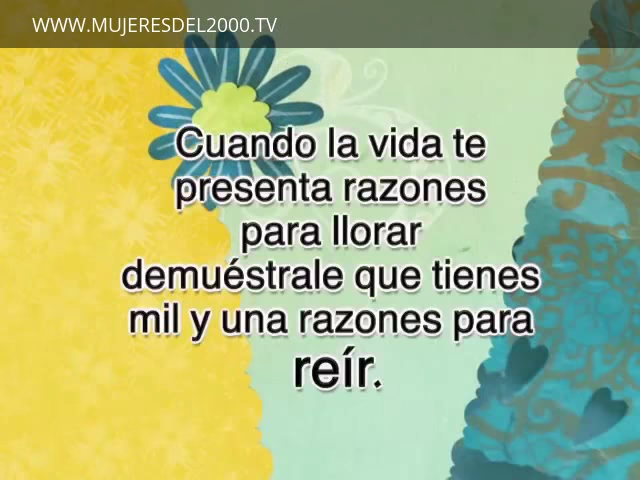 WWW.MUJERESDEL2000.TV
Cuando la vida te
presenta razones
para llorar
demuéstrale que tienes
mil y una razones para
reír.